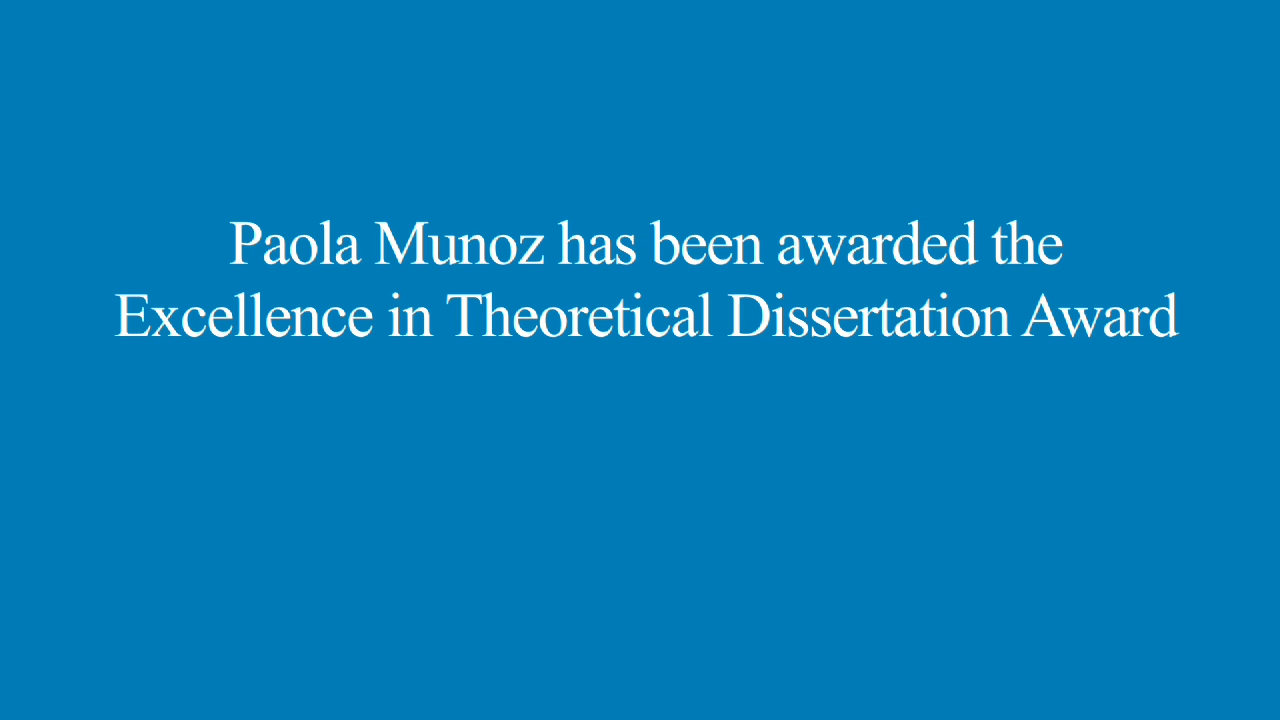 Paola Munoz has been awarded the
Excellence in Theoretical Dissertation Award